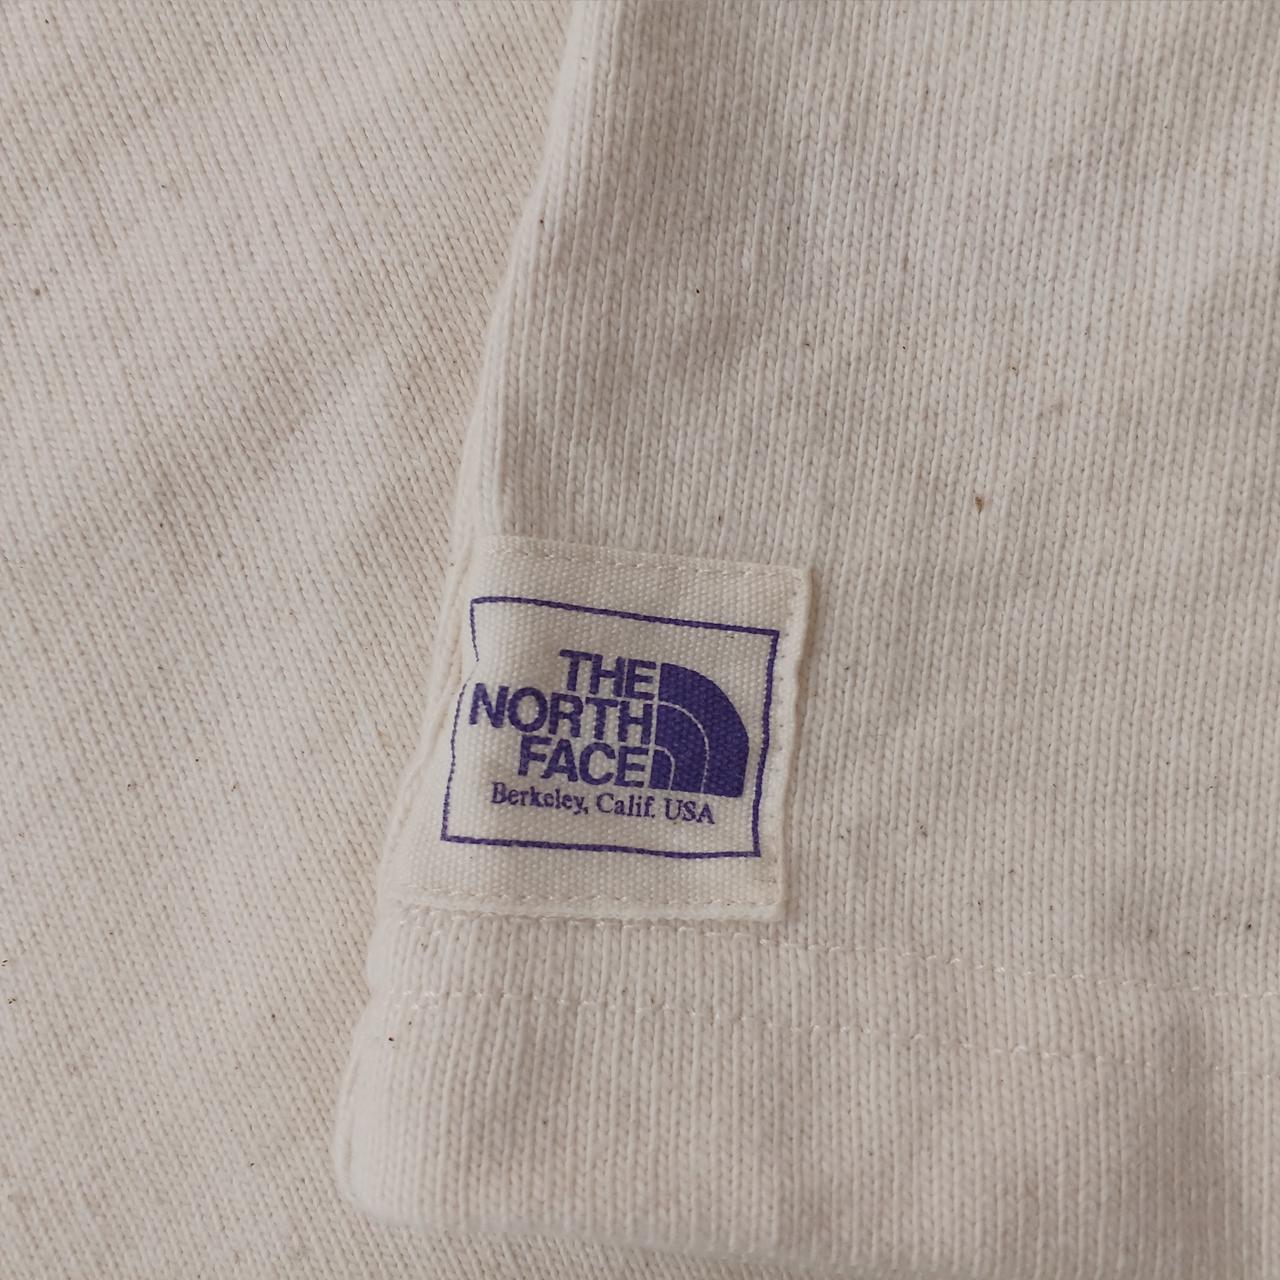 THE
NORTH
FACE
Berkeley, Calif. USA